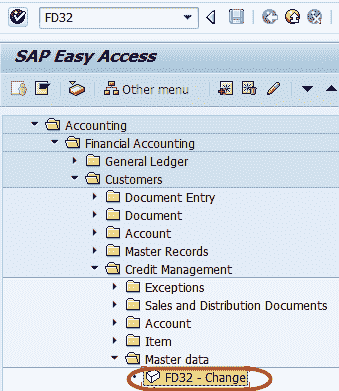 FD32
SAP Easy Access
Other menu
Accounting
Financial Accounting
General Ledger
Customers
Document Entry
Document
Account
Master Records
Credit Management
Exceptions
Sales and Distribution Documents
Account
Item
Master data
FD32 - Change